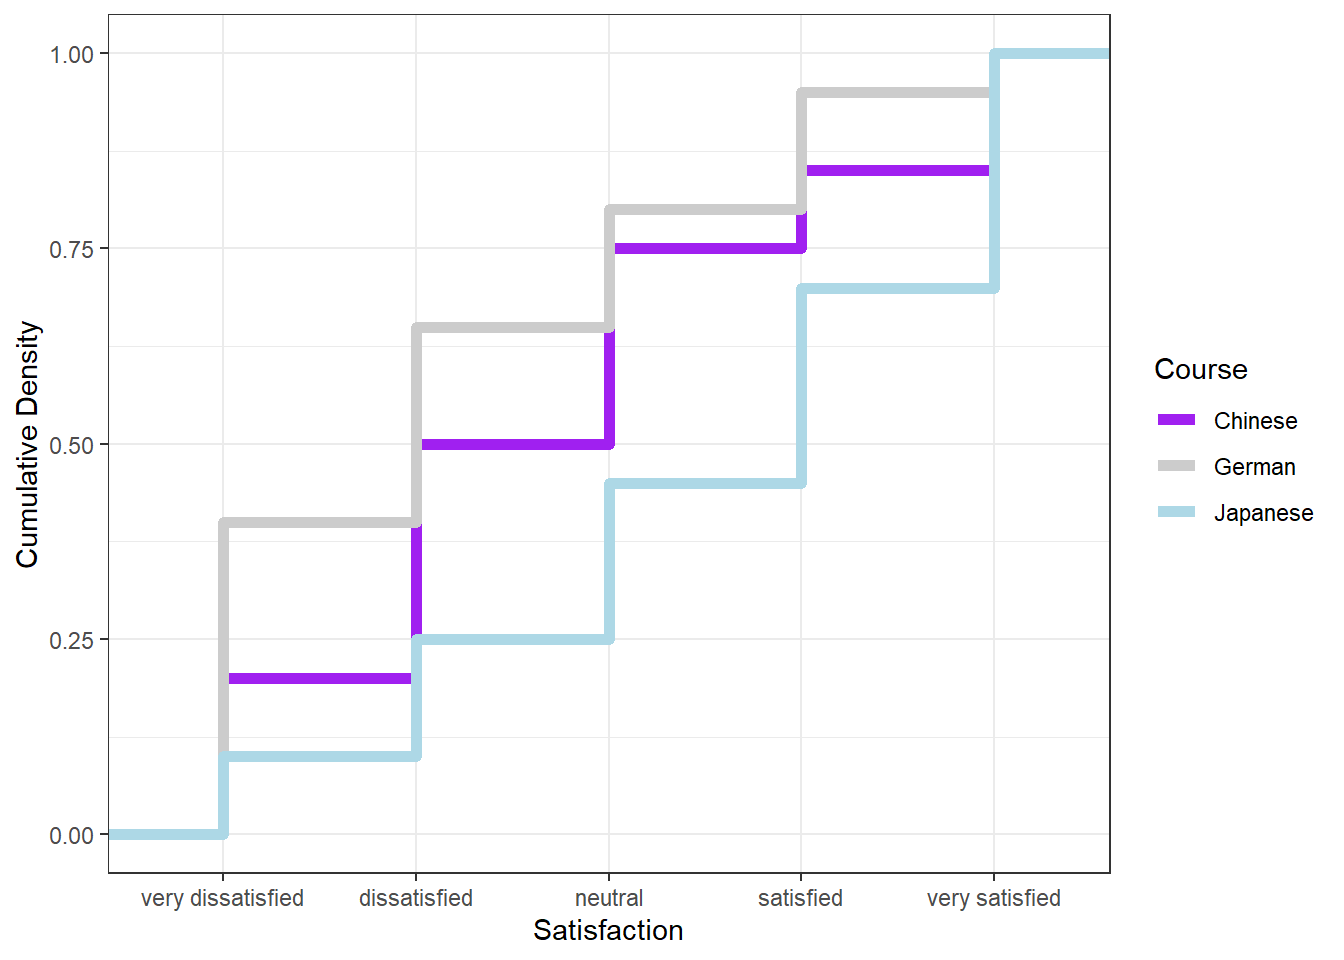 1.00
0.75
0.50
0.25
0.00
Cumulative Density
very dissatisfied
dissatisfied
neutral
satisfied
very satisfied
Satisfaction
Course
Chinese
German
Japanese